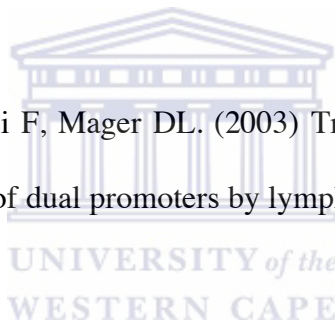 i F, Mager DL. (2003) Tr
of dual promoters by lymp
UNIVERSITY of the
WESTERN CAPE